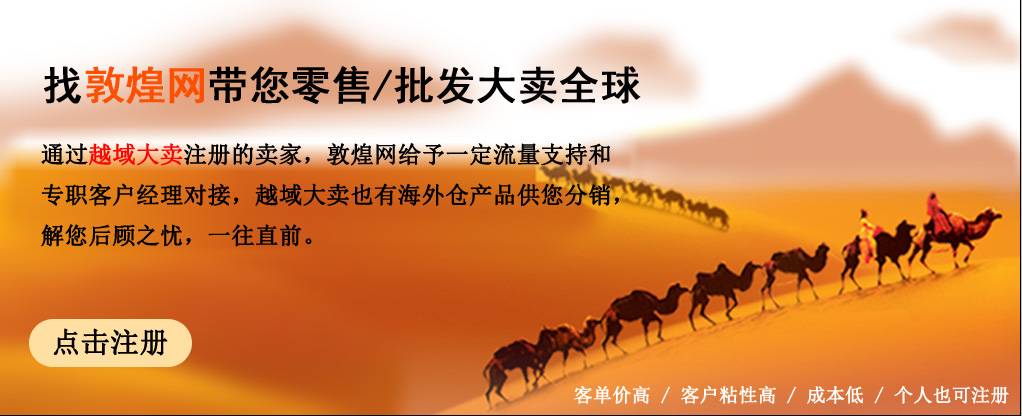 找敦煌网带您零售/批发大卖全球
通过越域大卖注册的卖家，敦煌网给予一定流量支持和
专职客户经理对接，越域大卖也有海外仓产品供您分销，
解您后顾之忧，一往直前。
点击注册
客单价高 / 客户粘性高 / 成本低 / 个人也可注册